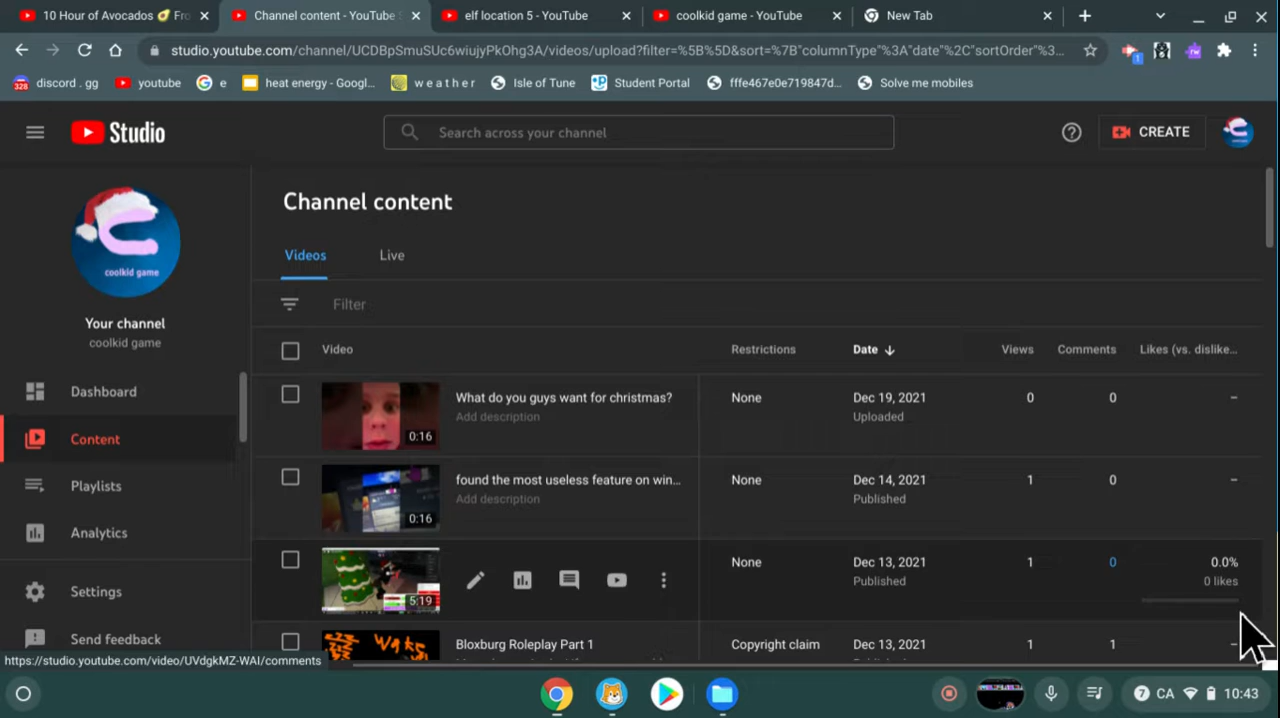 10 Hour of Avocados 🥑 Fro
Channel content - YouTube S
elf location 5 - YouTube
coolkid game - YouTube
New Tab
studio.youtube.com/channel/UCDBpSmuSUc6wiujyPkOhg3A/videos/upload?filter=%5B%5D&sort=%7B"columnType"%3A"date"%2C"sortOrder"%3...
1
328
discord . gg
youtube
e
heat energy - Googl...
w e a t h e r
Isle of Tune
Student Portal
fffe467e0e719847d...
Solve me mobiles
Studio
Search across your channel
CREATE
coolkid game
Your channel
coolkid game
Dashboard
Content
Playlists
Analytics
Settings
Send feedback
Channel content
Videos
Live
Filter
Video
Restrictions
Date
Views
Comments
Likes (vs. dislike...
0:16
What do you guys want for christmas?
Add description
None
Dec 19, 2021
Uploaded
0
0
–
0:16
found the most useless feature on win...
Add description
None
Dec 14, 2021
Published
1
0
–
5:19
None
Dec 13, 2021
Published
1
0
0.0%
0 likes
Bloxburg Roleplay Part 1
Copyright claim
Dec 13, 2021
1
1
–
https://studio.youtube.com/video/UVdgkMZ-WAI/comments
7
CA
10:43